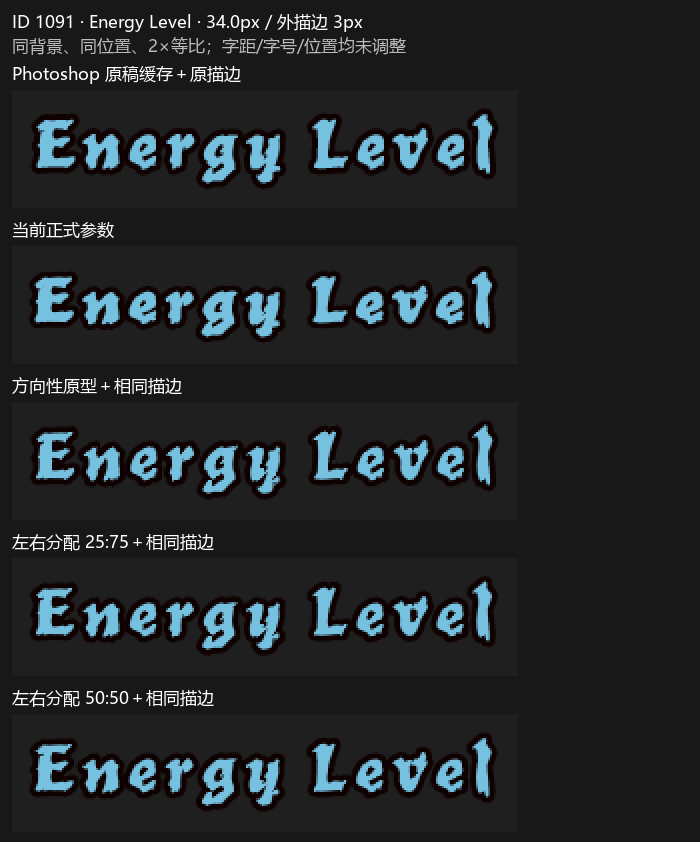 ID 1091 · Energy Level · 34.0px / 外描边 3px
同背景、同位置、2×等比；字距/字号/位置均未调整
Photoshop 原稿缓存 + 原描边
Energy Level
当前正式参数
Energy Level
方向性原型 + 相同描边
Energy Level
左右分配 25:75 + 相同描边
Energy Level
左右分配 50:50 + 相同描边
Energy Level